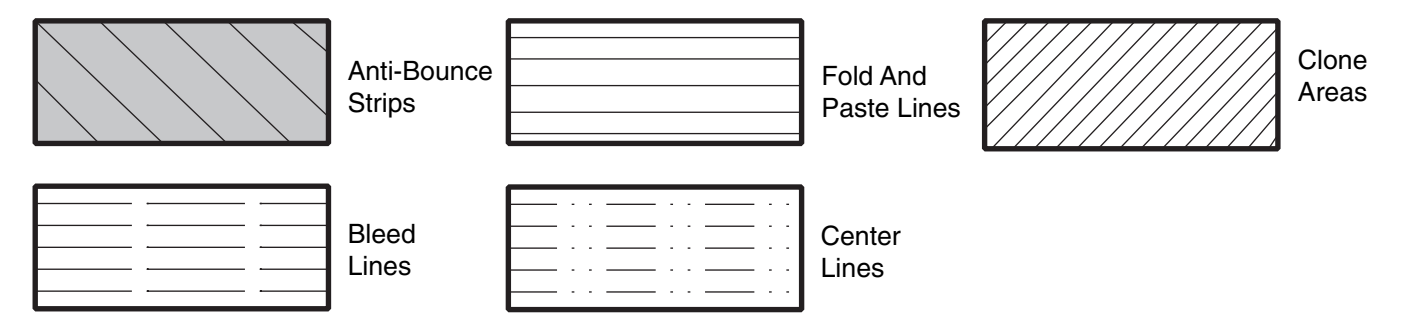 Anti-Bounce
Strips
Fold And
Paste Lines
Clone
Areas
Bleed
Lines
Center
Lines